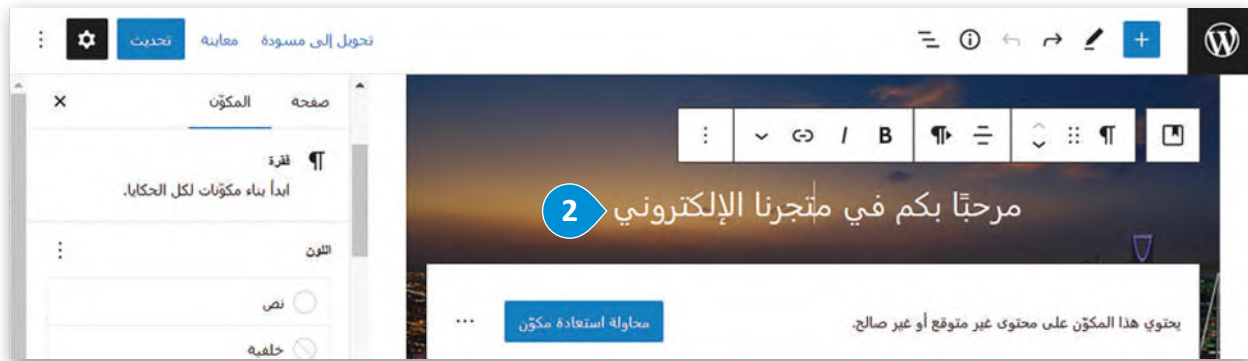 تحويل إلى مسودة معاينة تحديث
صفحة المكوّن
فقرة
ابدأ بناء مكوّنات لكل الحكايا.
اللون
نص
خلفية
B I
مرحبًا بكم في متجرنا الإلكتروني
2
يحتوي هذا المكوّن على محتوى غير متوقع أو غير صالح.
محاولة استعادة مكوّن